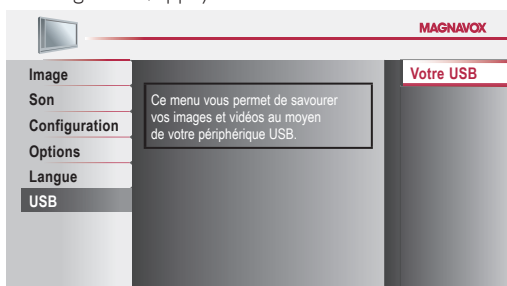 MAGNAVOX
Image
Son
Configuration
Options
Langue
USB
Ce menu vous permet de savourer
vos images et vidéos au moyen
de votre périphérique USB.
Votre USB